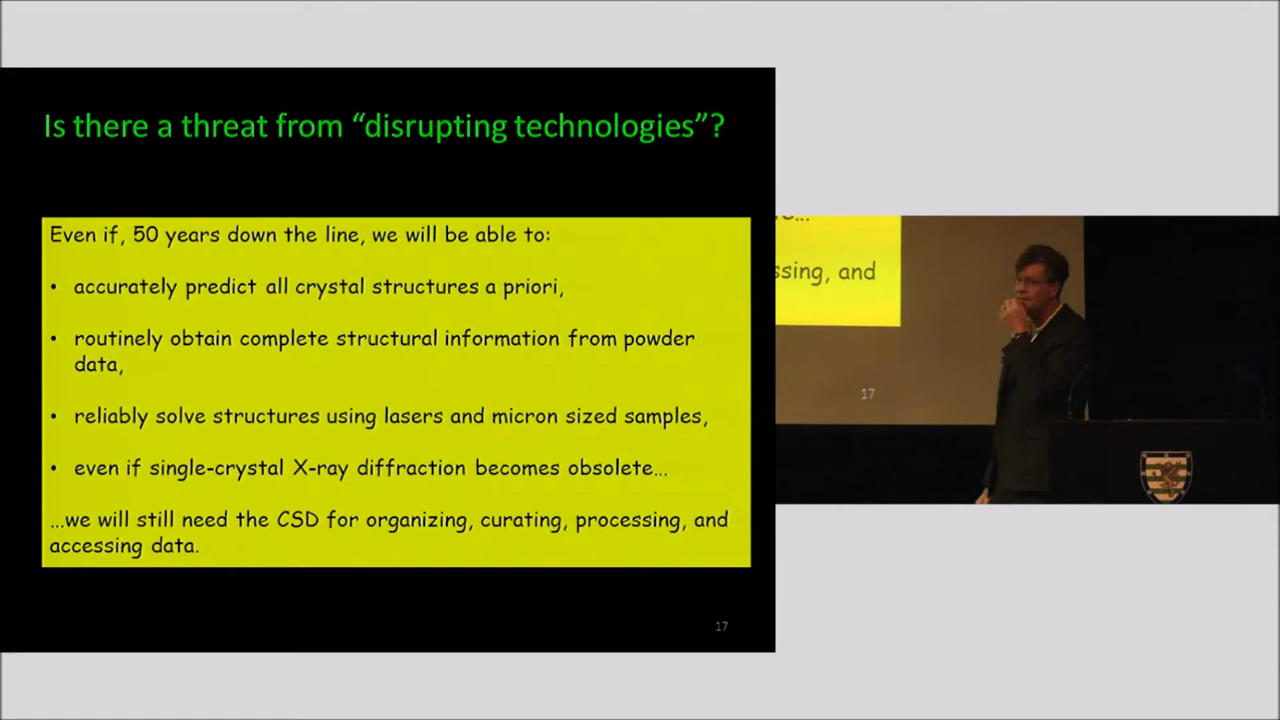 Is there a threat from “disrupting technologies”?
Even if, 50 years down the line, we will be able to:
• accurately predict all crystal structures a priori,
• routinely obtain complete structural information from powder
data,
• reliably solve structures using lasers and micron sized samples,
• even if single-crystal X-ray diffraction becomes obsolete…
…we will still need the CSD for organizing, curating, processing, and
accessing data.
17
ssing, and
17